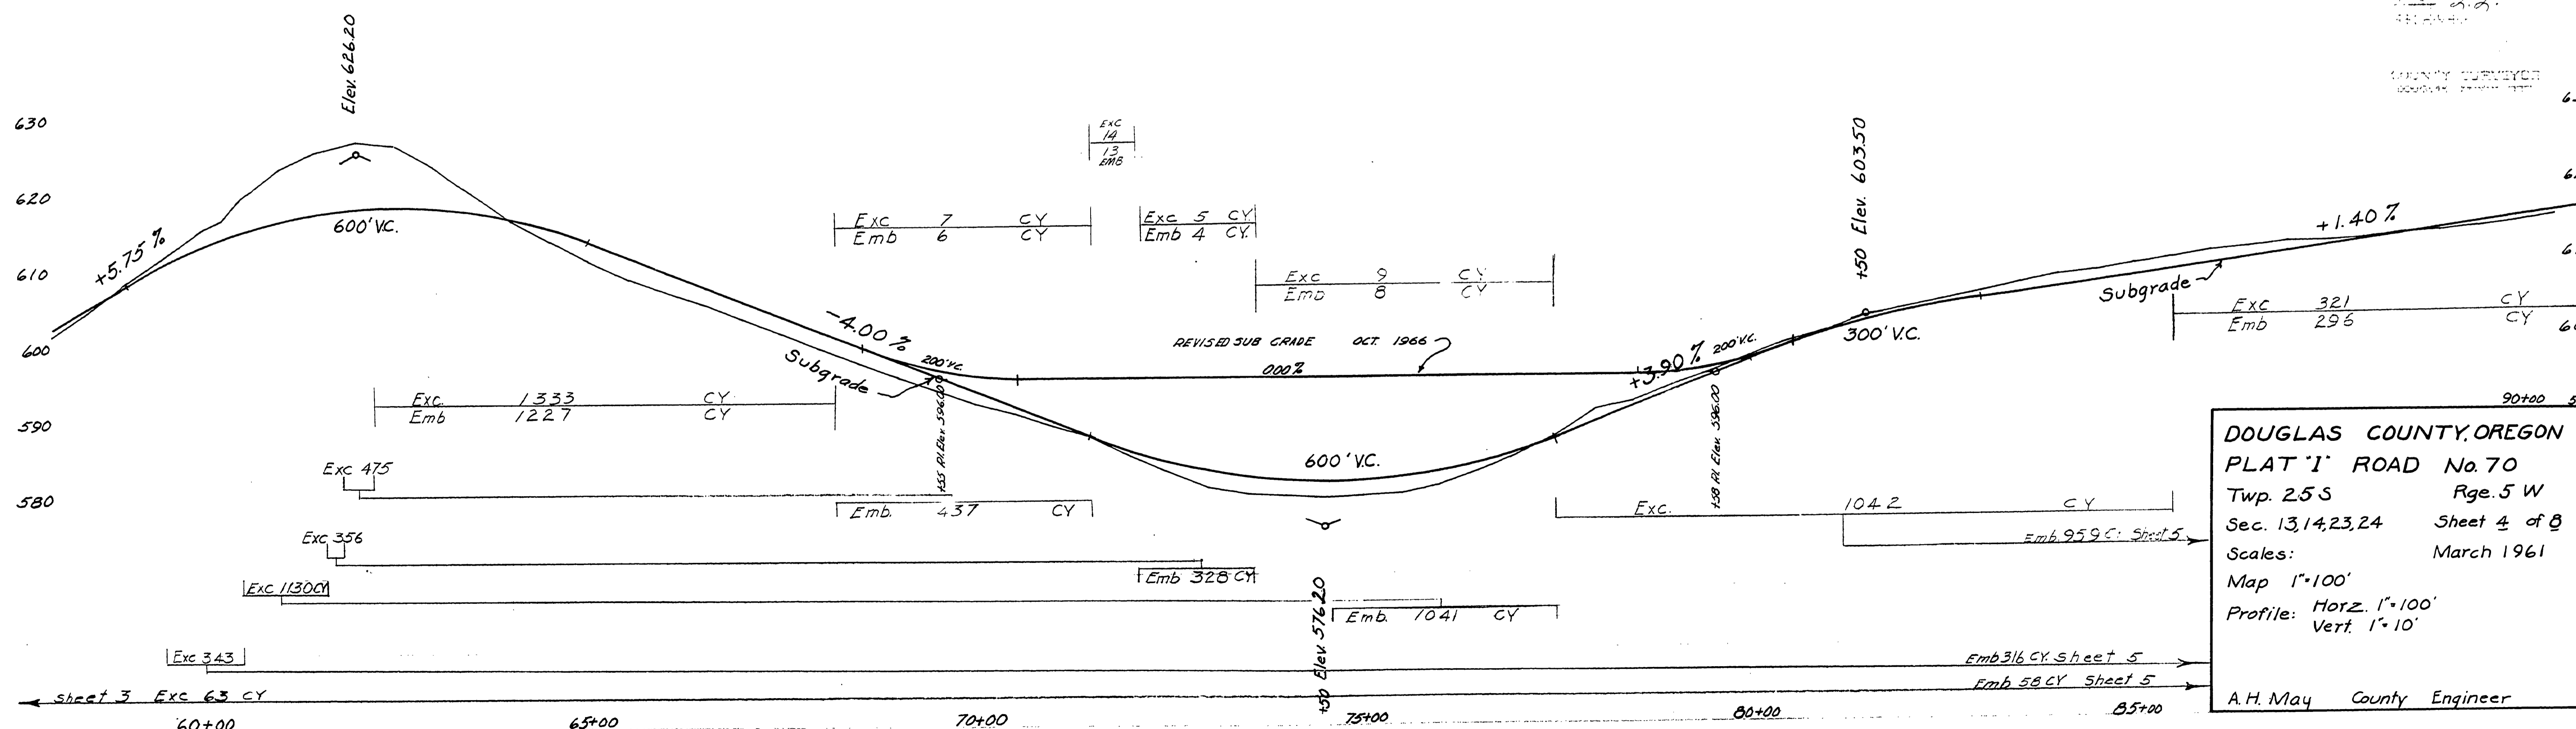 Elev. 626.20
630
620
610
600
590
580
+5.75%
600' V.C.
-4.00%
Subgrade
200' V.C.
+55 P.I. Elev 596.00
Exc
14
13
EMB
Exc 7 CY
Emb 6 CY
Exc 5 CY
Emb 4 CY.
Exc 9 CY
Emb 8 CY
REVISED SUB GRADE OCT. 1966
000%
+3.90%
200' V.C.
+58 P.I. Elev. 596.00
+50 Elev. 603.50
300' V.C.
+1.40%
Subgrade
Exc 321 CY
Emb 296 CY
Exc. 1333 CY
Emb 1227 CY
600' V.C.
Exc 475
Emb. 437 CY
Exc. 1042 CY
Emb. 959 C: Sheet 5
Exc 356
Emb 328 CY
Exc 1130 CY
Emb. 1041 CY
+50 Elev. 576.20
Exc 343
Emb 316 CY. Sheet 5
Sheet 3 Exc 63 CY
Emb 58 CY Sheet 5
60+00
65+00
70+00
75+00
80+00
85+00
90+00
COUNTY SURVEYOR
DOUGLAS COUNTY, OREGON
PLAT "I" ROAD No. 70
Twp. 25 S Rge. 5 W
Sec. 13,14,23,24 Sheet 4 of 8
Scales: March 1961
Map 1"=100'
Profile: Horz. 1"=100'
Vert. 1"=10'
A.H. May County Engineer